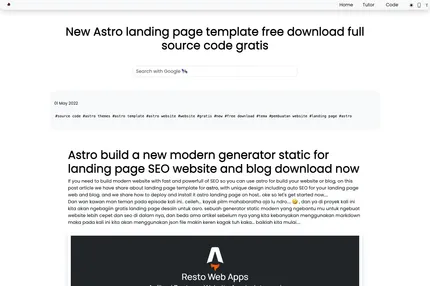 Home Tutor Code
New Astro landing page template free download full
source code gratis
Search with Google
01 May 2022
#source code #astro themes #astro template #astro website #website #gratis #new #free download #tema #pembuatan website #landing page #astro
Astro build a new modern generator static for
landing page SEO website and blog download now
If you need to build modern website with fast and powerfull of SEO so you can use astro for build your website or blog, on this
post article we have share about landing page template for astro, with unique design including auto SEO for your landing page
web and blog. and we share how to deploy and install it astro landing page on host.. oke so let's get started now...
Dan wan kawan man teman pada episode kali ini.. ceileh,. kayak pilm mahabaratha aja lu ndro...
, dan ya di proyek kali ini
kita akan ngebagiin gratis landing page desain untuk astro. sebuah generator static modern yang ngebantu mu untuk ngebuat
website lebih cepat dan seo di dalam nya, dan beda ama artikel sebelum nya yang kita kebanyakan menggunakan markdown
maka pada kali ini kita akan menggunakan json file makin keren kagak tuh kaka... baiklah kita mulai...
Resto Web Apps